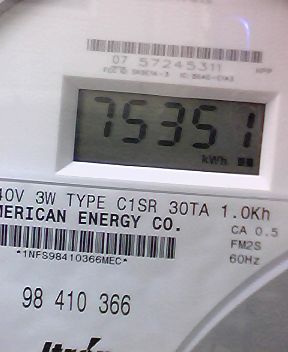 07 57245311
75351
kWh
40V 3W TYPE C1SR 30TA 1.0Kh
MERICAN ENERGY CO.
CA 0.5
FM2S
60Hz
*1NFS98410366MEC*
98 410 366
Itron